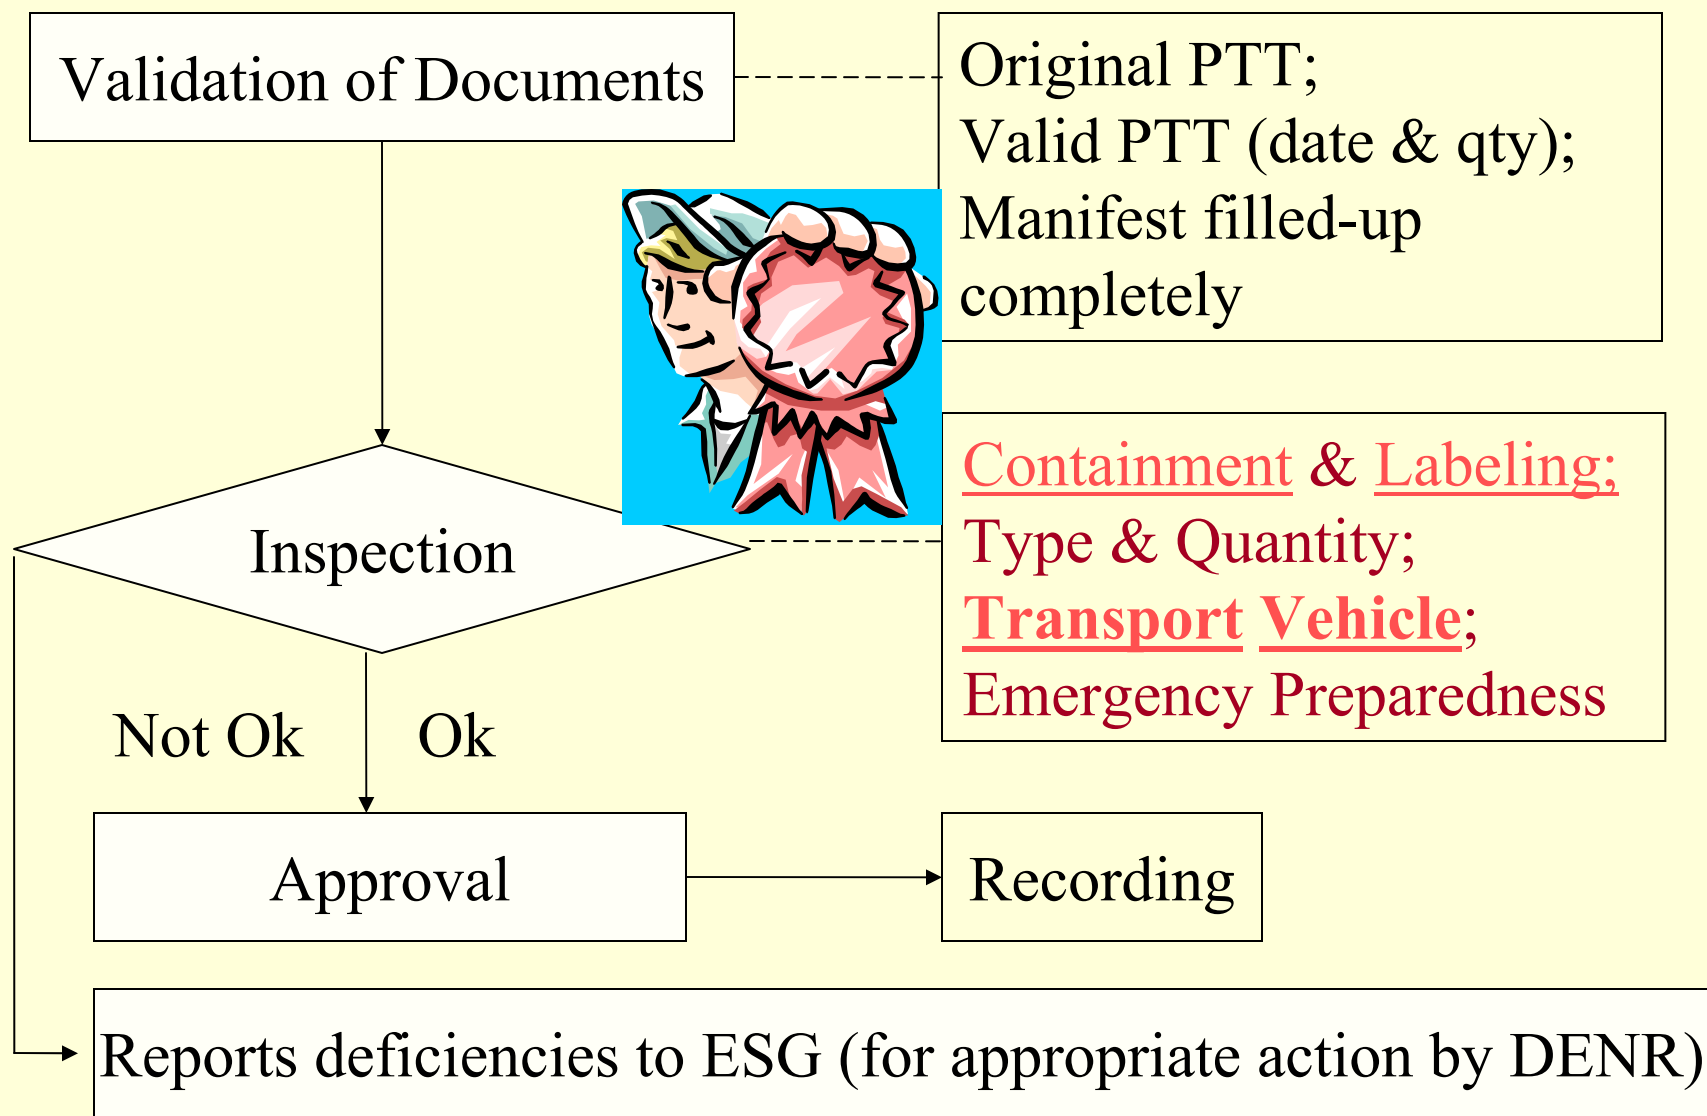 Validation of Documents
Original PTT;
Valid PTT (date & qty);
Manifest filled-up
completely
Inspection
Containment & Labeling;
Type & Quantity;
Transport Vehicle;
Emergency Preparedness
Not Ok
Ok
Approval
Recording
Reports deficiencies to ESG (for appropriate action by DENR)